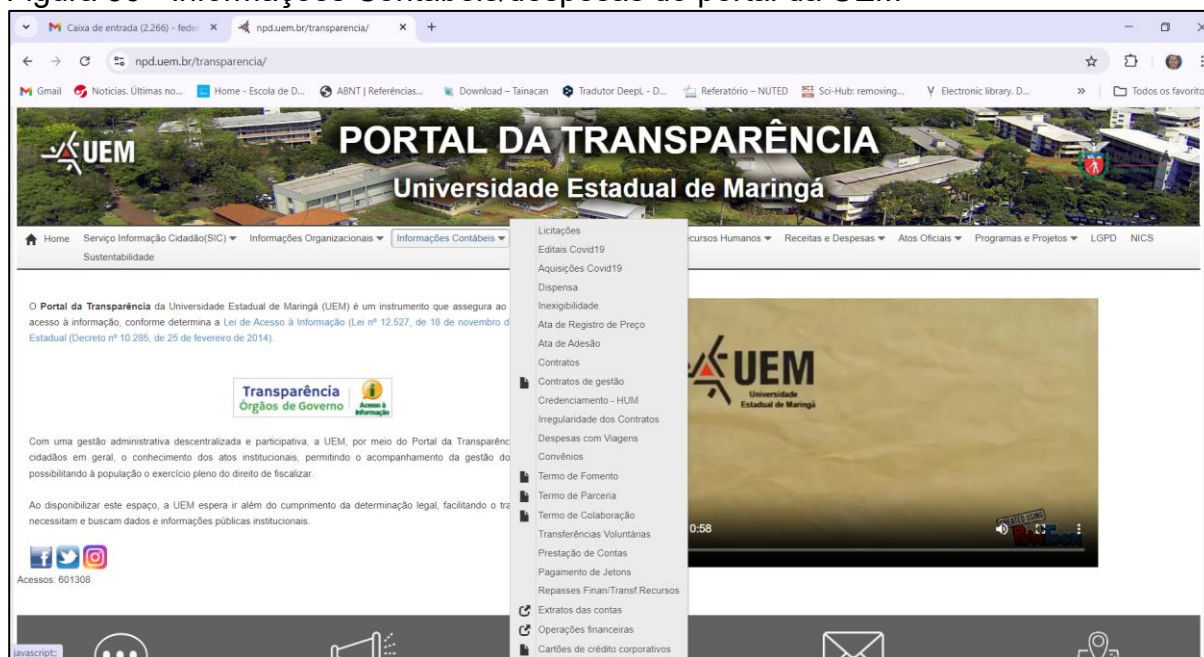 Caixa de entrada (2.266) - feder
npd.uem.br/transparencia/
npd.uem.br/transparencia/
Gmail
Notícias. Últimas no...
Home - Escola de D...
ABNT | Referências...
Download – Tainacan
Tradutor DeepL - D...
Referatório – NUTED
Sci-Hub: removing...
Electronic library. D...
Todos os favorito
UEM
PORTAL DA TRANSPARÊNCIA
Universidade Estadual de Maringá
Home
Serviço Informação Cidadão(SIC)
Informações Organizacionais
Informações Contábeis
Receitas e Despesas
Atos Oficiais
Programas e Projetos
LGPD
NICS
Sustentabilidade
Licitações
Editais Covid19
Aquisições Covid19
Dispensa
Inexigibilidade
Ata de Registro de Preço
Ata de Adesão
Contratos
Contratos de gestão
Credenciamento - HUM
Irregularidade dos Contratos
Despesas com Viagens
Convênios
Termo de Fomento
Termo de Parceria
Termo de Colaboração
Transferências Voluntárias
Prestação de Contas
Pagamento de Jetons
Repasses Finan/Transf.Recursos
Extratos das contas
Operações financeiras
Cartões de crédito corporativos
O Portal da Transparência da Universidade Estadual de Maringá (UEM) é um instrumento que assegura ao
acesso à informação, conforme determina a Lei de Acesso à Informação (Lei nº 12.527, de 18 de novembro d
Estadual (Decreto nº 10.285, de 25 de fevereiro de 2014).
Transparência
Órgãos de Governo
Acesso à
Informação
Com uma gestão administrativa descentralizada e participativa, a UEM, por meio do Portal da Transparênc
cidadãos em geral, o conhecimento dos atos institucionais, permitindo o acompanhamento da gestão do
possibilitando à população o exercício pleno do direito de fiscalizar.
Ao disponibilizar este espaço, a UEM espera ir além do cumprimento da determinação legal, facilitando o tra
necessitam e buscam dados e informações públicas institucionais.
Acessos: 601308
UEM
Universidade
Estadual de Maringá
0:58
javascript:;